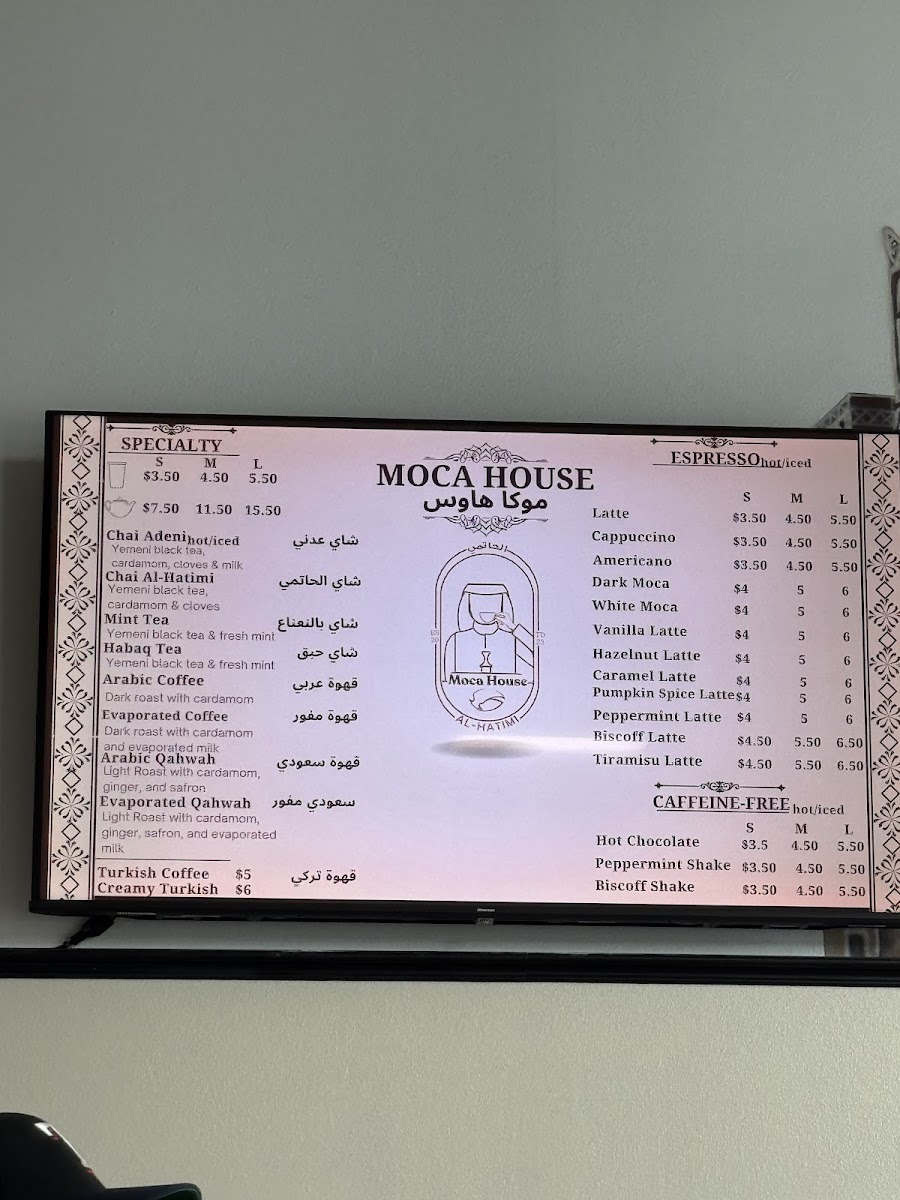 SPECIALTY
S M L
$3.50 4.50 5.50
$7.50 11.50 15.50
Chai Adeni hot/iced شاي عدني
Yemeni black tea,
cardamom, cloves & milk
Chai Al-Hatimi شاي الحاتمي
Yemeni black tea,
cardamom & cloves
Mint Tea شاي بالنعناع
Yemeni black tea & fresh mint
Habaq Tea شاي حبق
Yemeni black tea & fresh mint
Arabic Coffee قهوة عربي
Dark roast with cardamom
Evaporated Coffee قهوة مفور
Dark roast with cardamom
and evaporated milk
Arabic Qahwah قهوة سعودي
Light Roast with cardamom,
ginger, and safron
Evaporated Qahwah سعودي مفور
Light Roast with cardamom,
ginger, safron, and evaporated
milk
Turkish Coffee $5 قهوة تركي
Creamy Turkish $6
MOCA HOUSE
موكا هاوس
الحاتمي
Moca House
AL-HATIMI
ESPRESSO hot/iced
S M L
Latte $3.50 4.50 5.50
Cappuccino $3.50 4.50 5.50
Americano $3.50 4.50 5.50
Dark Moca $4 5 6
White Moca $4 5 6
Vanilla Latte $4 5 6
Hazelnut Latte $4 5 6
Caramel Latte $4 5 6
Pumpkin Spice Latte $4 5 6
Peppermint Latte $4 5 6
Biscoff Latte $4.50 5.50 6.50
Tiramisu Latte $4.50 5.50 6.50
CAFFEINE-FREE hot/iced
S M L
Hot Chocolate $3.5 4.50 5.50
Peppermint Shake $3.50 4.50 5.50
Biscoff Shake $3.50 4.50 5.50
Hisense